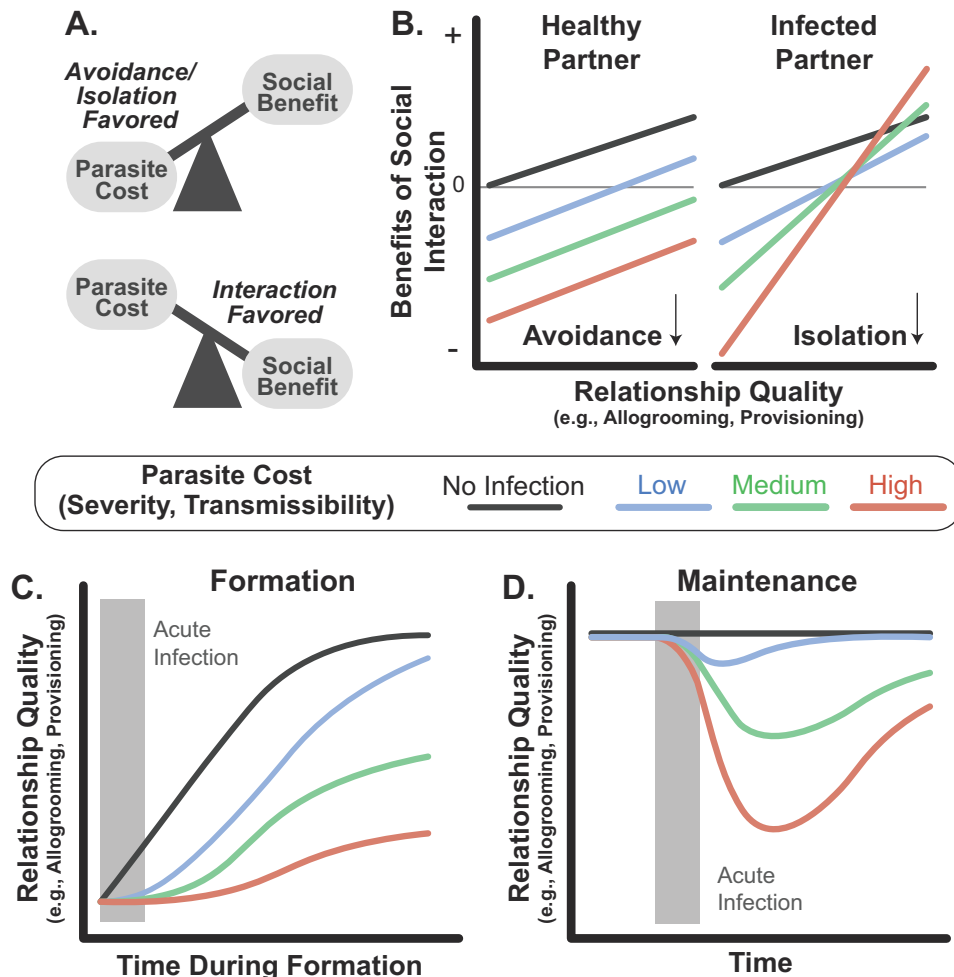 A.
Avoidance/
Isolation
Favored
Social
Benefit
Parasite
Cost
Parasite
Cost
Interaction
Favored
Social
Benefit
B.
Healthy
Partner
Infected
Partner
Benefits of Social
Interaction
+
0
-
Avoidance
Isolation
Relationship Quality
(e.g., Allogrooming, Provisioning)
Parasite Cost
(Severity, Transmissibility)
No Infection
Low
Medium
High
C.
Formation
Relationship Quality
(e.g., Allogrooming, Provisioning)
Acute
Infection
Time During Formation
D.
Maintenance
Relationship Quality
(e.g., Allogrooming, Provisioning)
Acute
Infection
Time